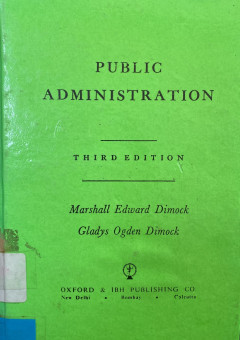 PUBLIC
ADMINISTRATION
THIRD EDITION
Marshall Edward Dimock
Gladys Ogden Dimock
OXFORD & IBH PUBLISHING CO
New Delhi • Bombay • Calcutta